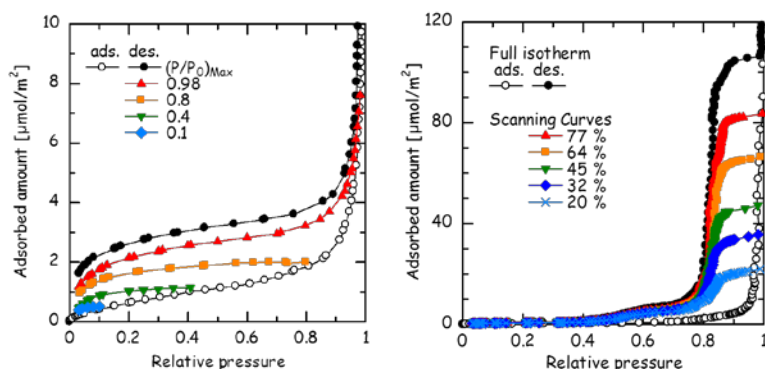 10
8
6
4
2
0
Adsorbed amount [μmol/m²]
ads. des.
(P/P₀)Max
0.98
0.8
0.4
0.1
0 0.2 0.4 0.6 0.8 1
Relative pressure
120
80
40
0
Adsorbed amount [μmol/m²]
Full isotherm
ads. des.
Scanning Curves
77 %
64 %
45 %
32 %
20 %
0 0.2 0.4 0.6 0.8 1
Relative pressure